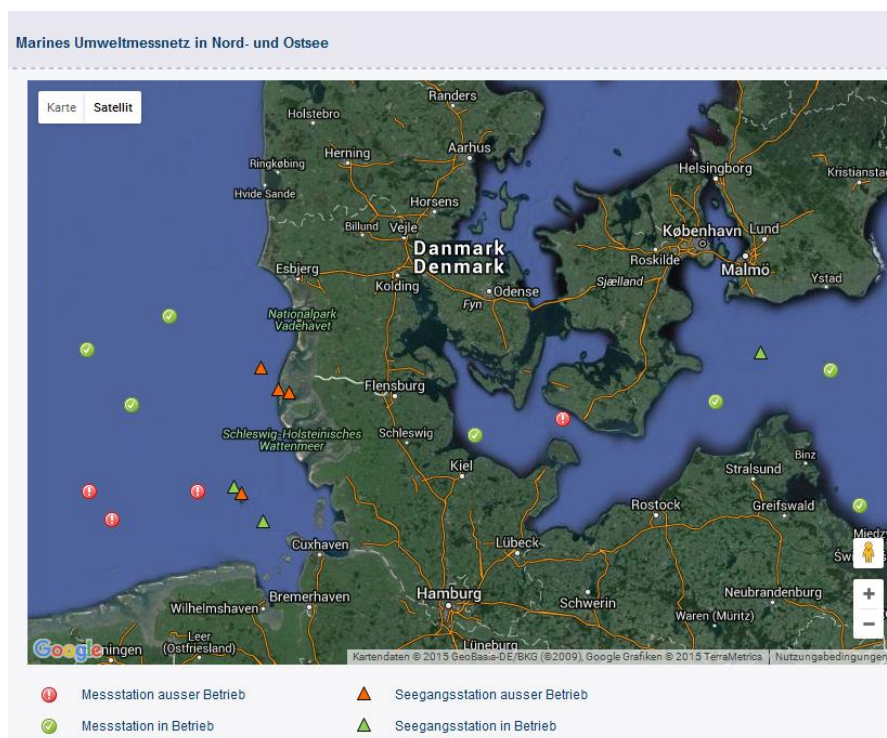 Marines Umweltmessnetz in Nord- und Ostsee
Karte Satellit
Randers
Holstebro
Herning
Aarhus
Ringkøbing
Helsingborg
Kristiansta
Hvide Sande
Horsens
Billund Vejle
København Lund
Danmark
Denmark
Roskilde
Malmö
Esbjerg
Kolding
Odense
Sjælland
Ystad
Fyn
Nationalpark
Vadehavet
Flensburg
Schleswig-Holsteinisches
Wattenmeer
Schleswig
Kiel
Binz
Stralsund
Rostock
Greifswald
Cuxhaven
Lübeck
Między
Świ
Wilhelmshaven
Bremerhaven
Hamburg
Schwerin
Neubrandenburg
Waren (Müritz)
Leer
(Ostfriesland)
Google
oningen
Lüneburg
Kartendaten © 2015 GeoBasis-DE/BKG (©2009), Google Grafiken © 2015 TerraMetrics Nutzungsbedingungen
Messstation ausser Betrieb
Seegangsstation ausser Betrieb
Messstation in Betrieb
Seegangsstation in Betrieb